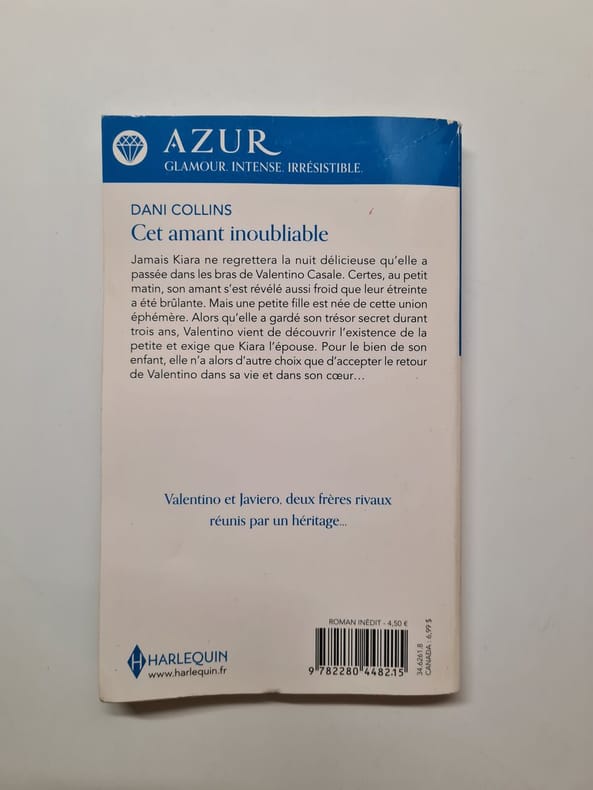 AZUR
GLAMOUR. INTENSE. IRRÉSISTIBLE.
DANI COLLINS
Cet amant inoubliable
Jamais Kiara ne regrettera la nuit délicieuse qu'elle a
passée dans les bras de Valentino Casale. Certes, au petit
matin, son amant s'est révélé aussi froid que leur étreinte
a été brûlante. Mais une petite fille est née de cette union
éphémère. Alors qu'elle a gardé son trésor secret durant
trois ans, Valentino vient de découvrir l'existence de la
petite et exige que Kiara l'épouse. Pour le bien de son
enfant, elle n'a alors d'autre choix que d'accepter le retour
de Valentino dans sa vie et dans son cœur…
Valentino et Javiero, deux frères rivaux
réunis par un héritage...
ROMAN INÉDIT - 4,50 €
9 782280 448215
34.6261.8
CANADA : 6,99 $
HARLEQUIN
www.harlequin.fr